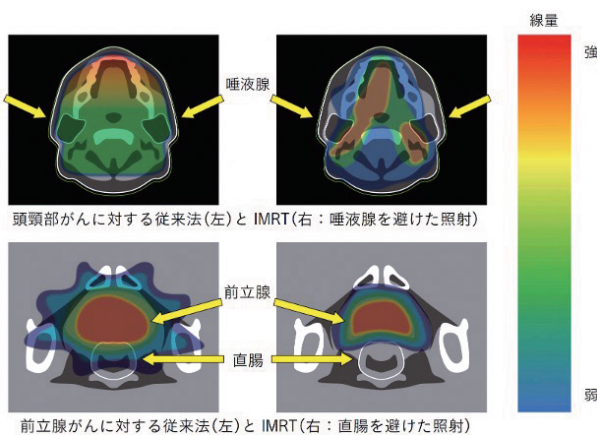 線量
強
唾液腺
頭頸部がんに対する従来法(左)と IMRT(右：唾液腺を避けた照射)
前立腺
直腸
弱
前立腺がんに対する従来法(左)と IMRT(右：直腸を避けた照射)